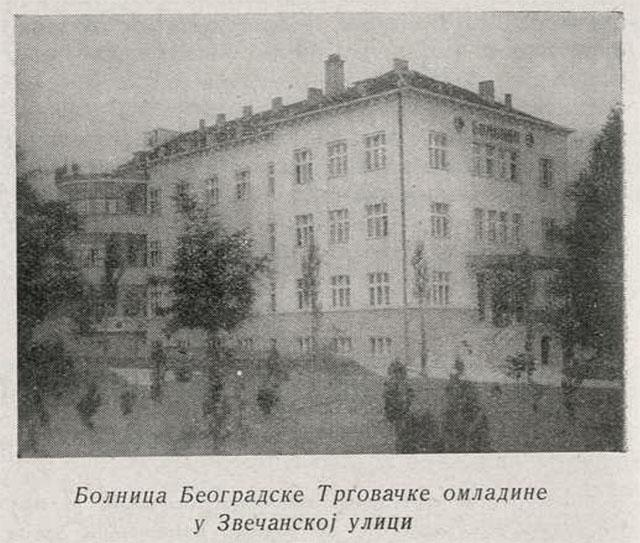 Болница Београдске Трговачке омладине
у Звечанској улици